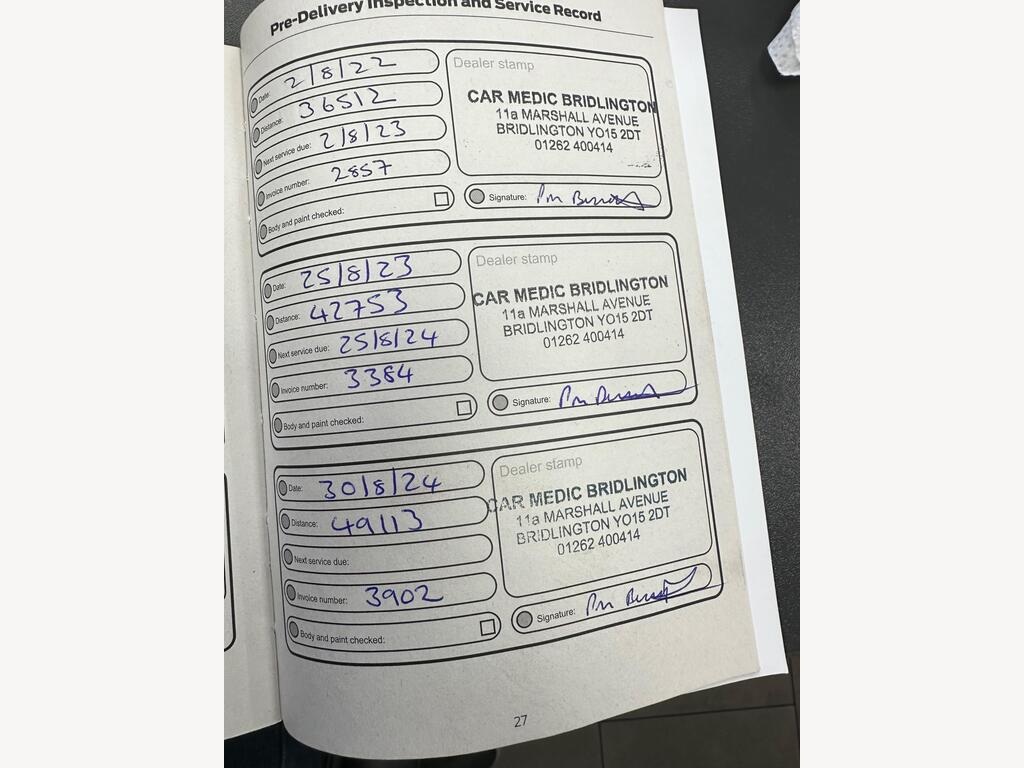 Pre-Delivery Inspection and Service Record
Date: 2/8/22
Distance: 36512
Next service due: 2/8/23
Invoice number: 2857
Body and paint checked:
Dealer stamp
CAR MEDIC BRIDLINGTON
11a MARSHALL AVENUE
BRIDLINGTON YO15 2DT
01262 400414
Signature:
Date: 25/8/23
Distance: 42753
Next service due: 25/8/24
Invoice number: 3384
Body and paint checked:
Dealer stamp
CAR MEDIC BRIDLINGTON
11a MARSHALL AVENUE
BRIDLINGTON YO15 2DT
01262 400414
Signature:
Date: 30/8/24
Distance: 49113
Next service due:
Invoice number: 3902
Body and paint checked:
Dealer stamp
CAR MEDIC BRIDLINGTON
11a MARSHALL AVENUE
BRIDLINGTON YO15 2DT
01262 400414
Signature:
27